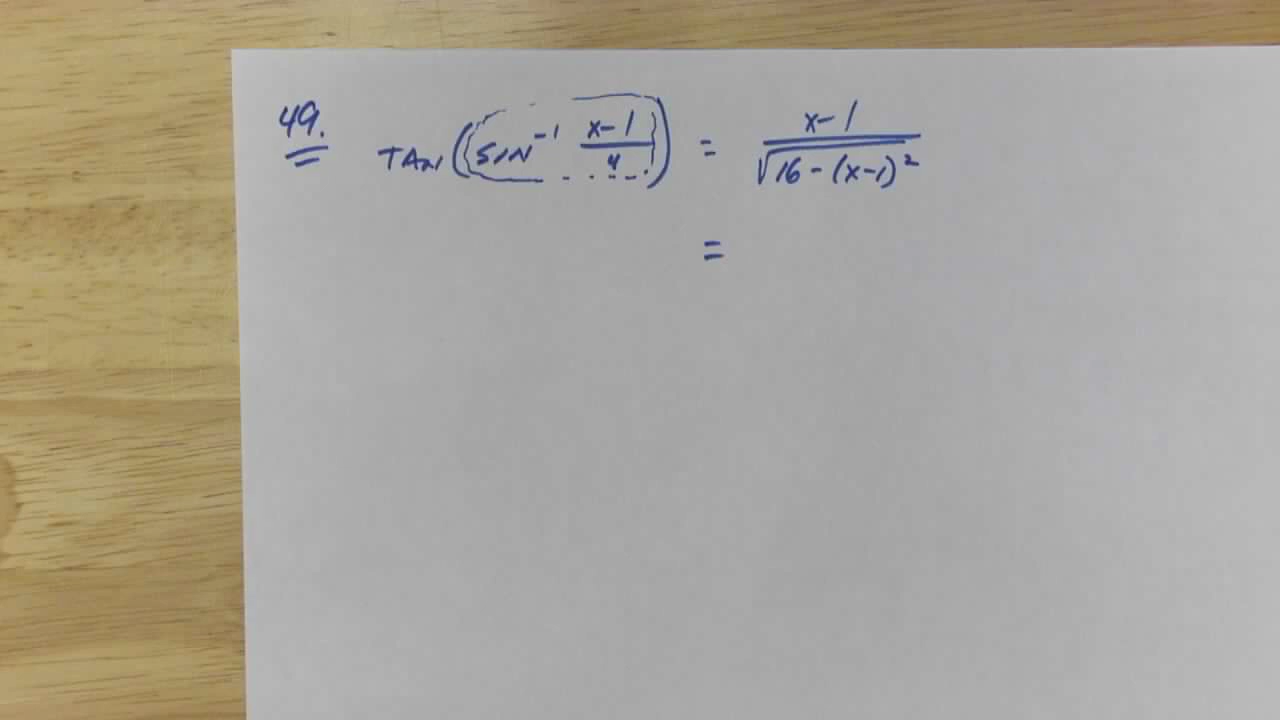 49. TAN(SIN⁻¹ (x-1)/4) = (x-1)/√(16-(x-1)²)
=